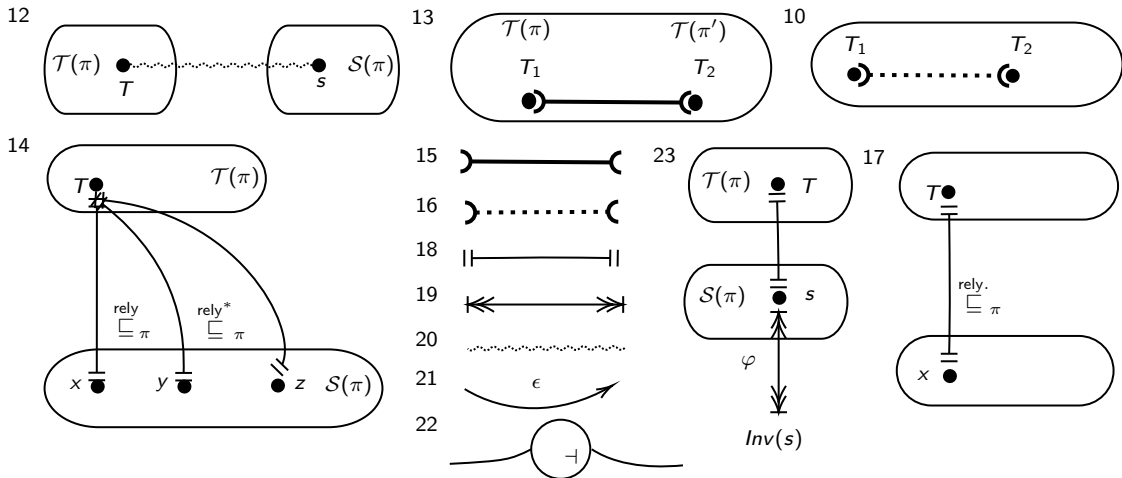 12
𝒯(π)
T
s
𝒮(π)
13
𝒯(π)
𝒯(π′)
T₁
T₂
10
T₁
T₂
14
T
𝒯(π)
rely
⊑ π
rely*
⊑ π
x
y
z
𝒮(π)
15
16
18
19
20
21
ϵ
22
⊣
23
𝒯(π)
T
𝒮(π)
s
φ
Inv(s)
17
T
rely.
⊑ π
x